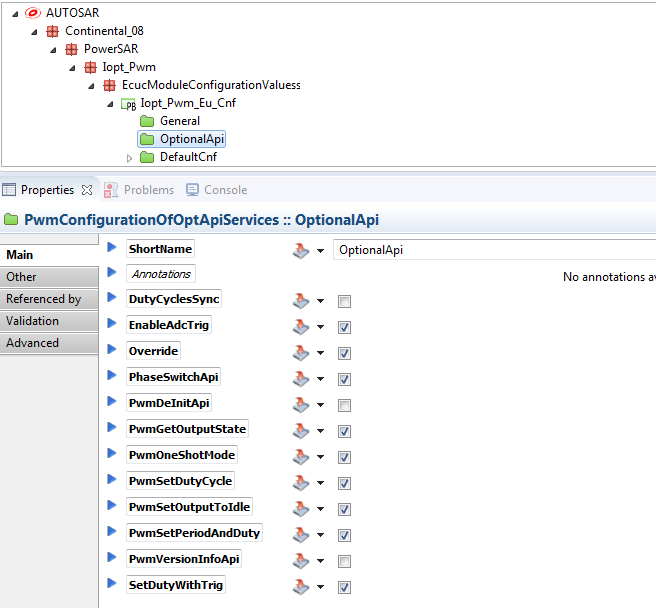 AUTOSAR
Continental_08
PowerSAR
Iopt_Pwm
EcucModuleConfigurationValuess
PB Iopt_Pwm_Eu_Cnf
General
OptionalApi
DefaultCnf
Properties Problems Console
PwmConfigurationOfOptApiServices :: OptionalApi
Main
Other
Referenced by
Validation
Advanced
ShortName OptionalApi
Annotations No annotations av
DutyCyclesSync
EnableAdcTrig
Override
PhaseSwitchApi
PwmDeInitApi
PwmGetOutputState
PwmOneShotMode
PwmSetDutyCycle
PwmSetOutputToIdle
PwmSetPeriodAndDuty
PwmVersionInfoApi
SetDutyWithTrig